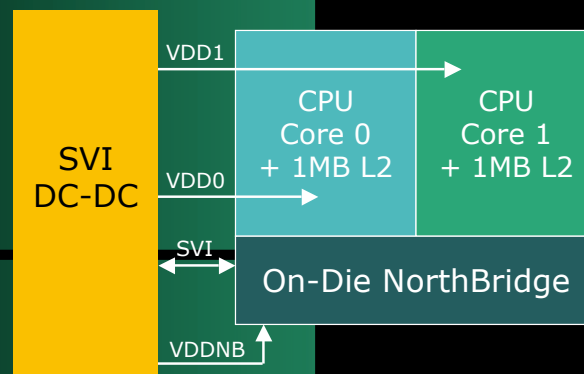 SVI
DC-DC
VDD1
VDD0
SVI
VDDNB
CPU
Core 0
+ 1MB L2
CPU
Core 1
+ 1MB L2
On-Die NorthBridge